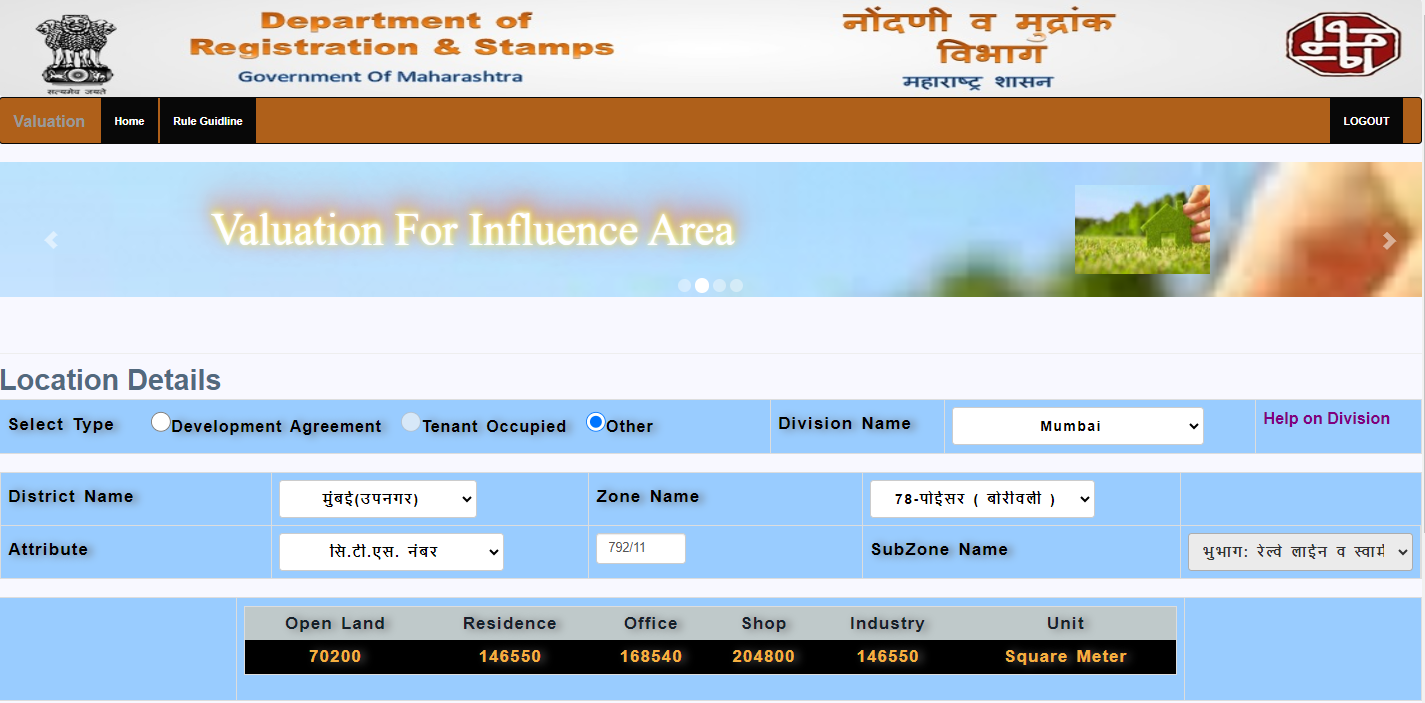 Department of
Registration & Stamps
Government Of Maharashtra
नोंदणी व मुद्रांक
विभाग
महाराष्ट्र शासन
सत्यमेव जयते
Valuation Home Rule Guidline LOGOUT
Valuation For Influence Area
Location Details
Select Type Development Agreement Tenant Occupied Other Division Name Mumbai Help on Division
District Name मुंबई(उपनगर) Zone Name 78-पोईसर ( बोरीवली )
Attribute सि.टी.एस. नंबर 792/11 SubZone Name भुभाग: रेल्वे लाईन व स्वामी
Open Land Residence Office Shop Industry Unit
70200 146550 168540 204800 146550 Square Meter